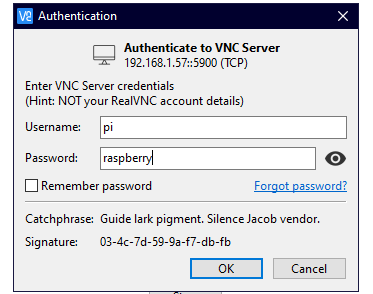 Authentication
Authenticate to VNC Server
192.168.1.57::5900 (TCP)
Enter VNC Server credentials
(Hint: NOT your RealVNC account details)
Username: pi
Password: raspberry
Remember password Forgot password?
Catchphrase: Guide lark pigment. Silence Jacob vendor.
Signature: 03-4c-7d-59-9a-f7-db-fb
OK Cancel